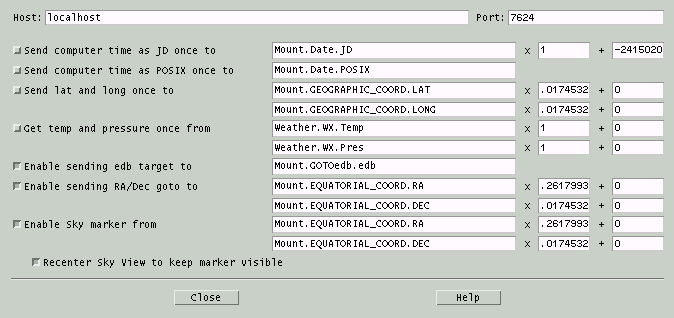 Host: localhost Port: 7624
Send computer time as JD once to Mount.Date.JD x 1 + -2415020
Send computer time as POSIX once to Mount.Date.POSIX
Send lat and long once to Mount.GEOGRAPHIC_COORD.LAT x .0174532 + 0
Mount.GEOGRAPHIC_COORD.LONG x .0174532 + 0
Get temp and pressure once from Weather.WX.Temp x 1 + 0
Weather.WX.Pres x 1 + 0
Enable sending edb target to Mount.GOTOedb.edb
Enable sending RA/Dec goto to Mount.EQUATORIAL_COORD.RA x .2617993 + 0
Mount.EQUATORIAL_COORD.DEC x .0174532 + 0
Enable Sky marker from Mount.EQUATORIAL_COORD.RA x .2617993 + 0
Mount.EQUATORIAL_COORD.DEC x .0174532 + 0
Recenter Sky View to keep marker visible
Close Help